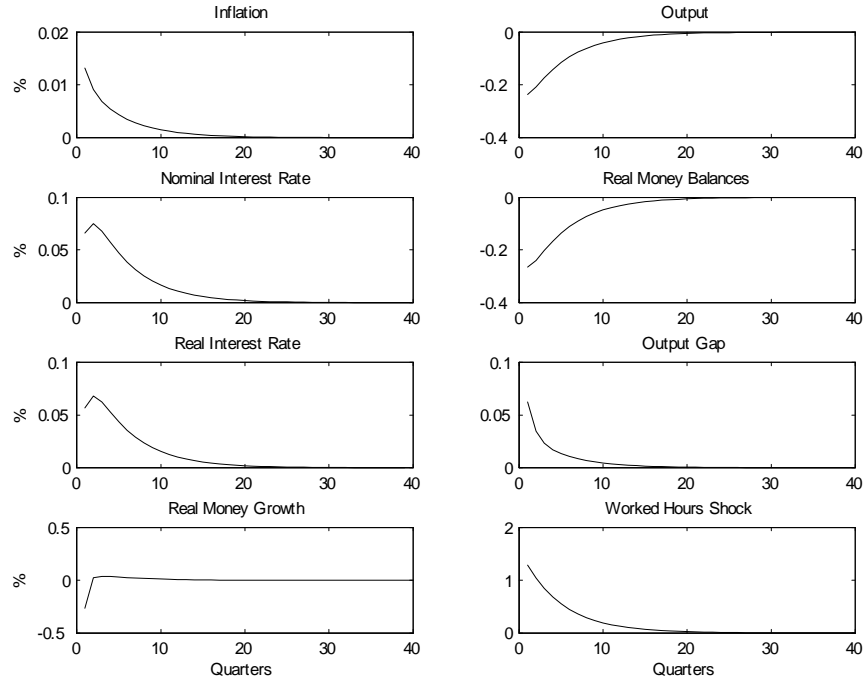 Inflation
Output
%
0.02
0.01
0
0 10 20 30 40
0
-0.2
-0.4
0 10 20 30 40
Nominal Interest Rate
Real Money Balances
%
0.1
0.05
0
0 10 20 30 40
0
-0.2
-0.4
0 10 20 30 40
Real Interest Rate
Output Gap
%
0.1
0.05
0
0 10 20 30 40
0.1
0.05
0
0 10 20 30 40
Real Money Growth
Worked Hours Shock
%
0.5
0
-0.5
0 10 20 30 40
Quarters
2
1
0
0 10 20 30 40
Quarters